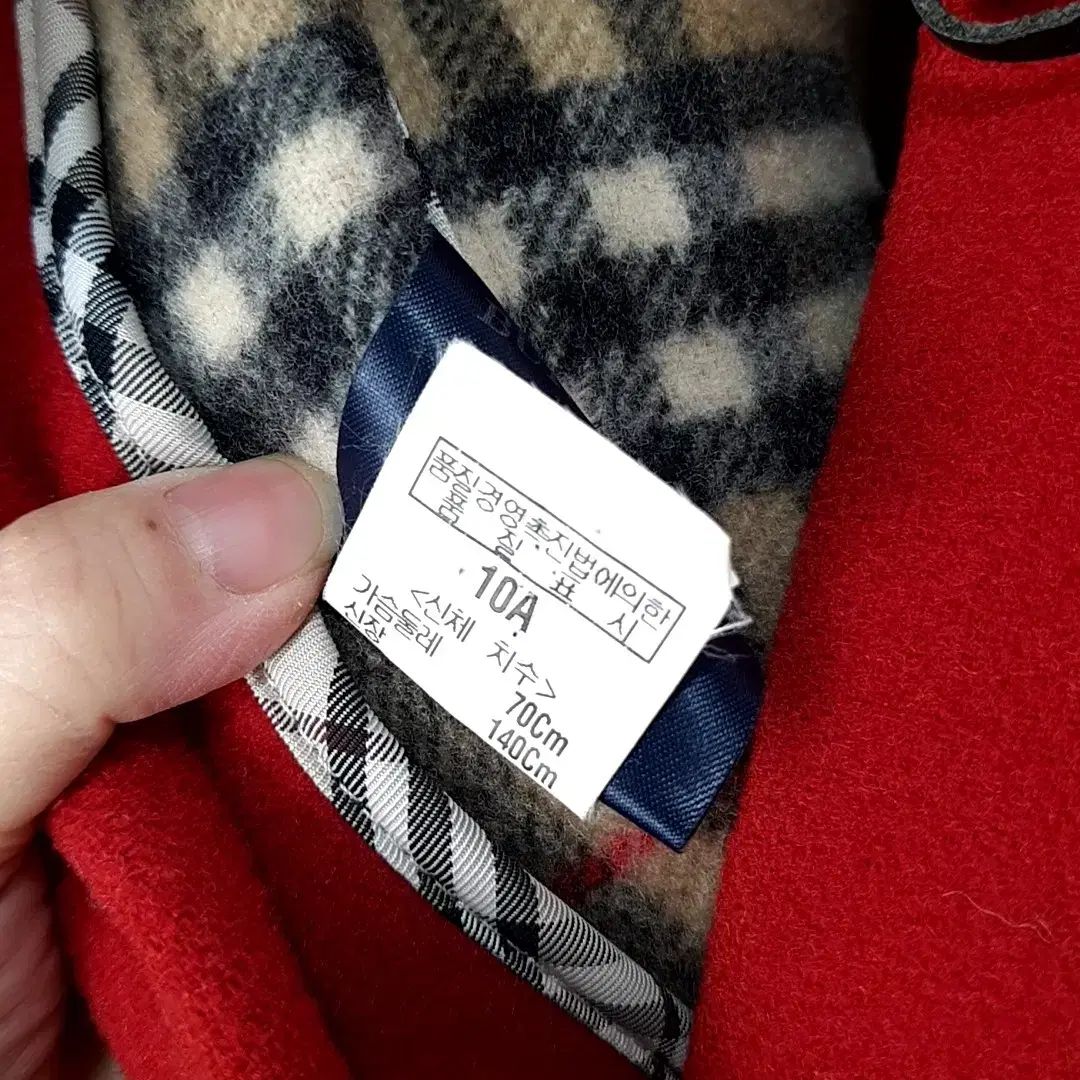 품질경영촉진법에의한
품 질 표 시
10A
<신체 치수>
가슴둘레 70Cm
신장 140Cm